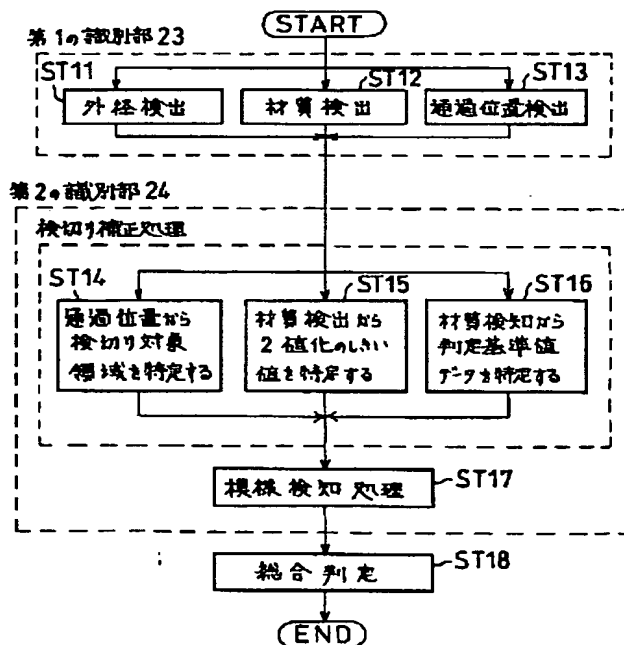 START
第1の識別部23
ST11
ST12
ST13
外径検出
材質検出
通過位置検出
第2の識別部24
検切り補正処理
ST14
ST15
ST16
通過位置から
検切り対象
領域を特定する
材質検出から
2値化のしきい
値を特定する
材質検知から
判定基準値
データを特定する
模様検知処理
ST17
総合判定
ST18
END